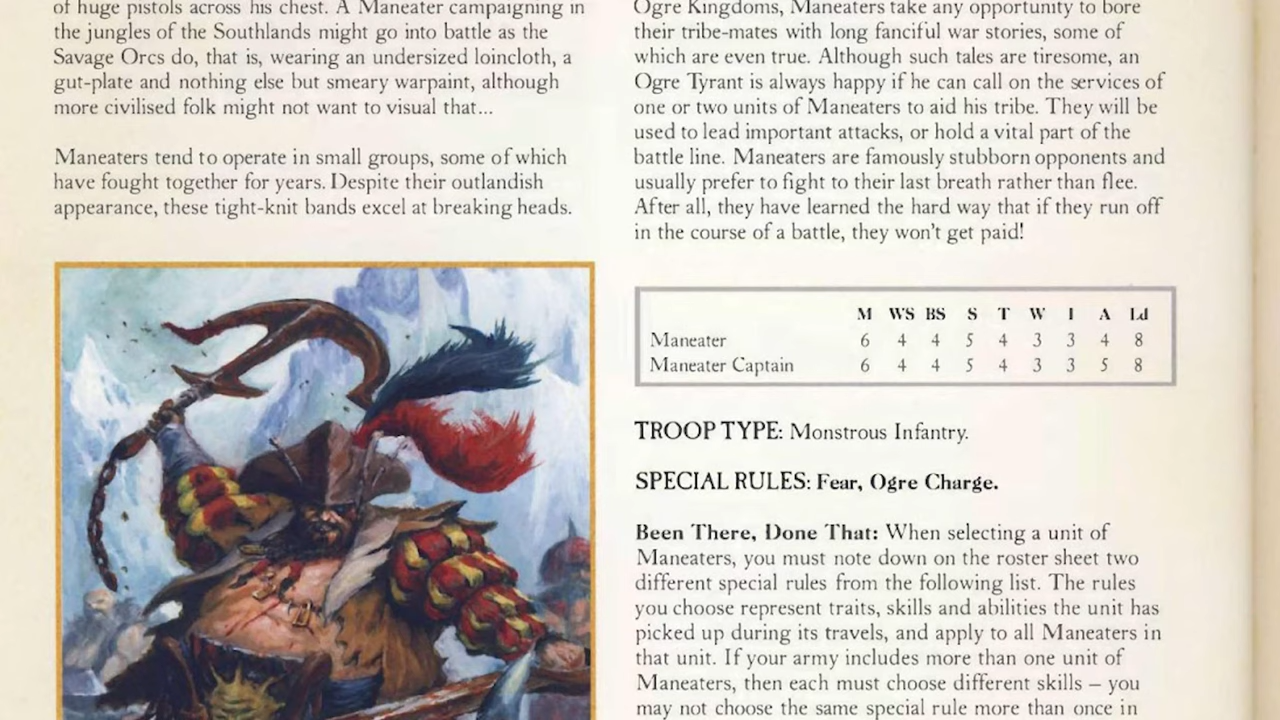 of huge pistols across his chest. A Maneater campaigning in
the jungles of the Southlands might go into battle as the
Savage Orcs do, that is, wearing an undersized loincloth, a
gut-plate and nothing else but smeary warpaint, although
more civilised folk might not want to visual that...
Maneaters tend to operate in small groups, some of which
have fought together for years. Despite their outlandish
appearance, these tight-knit bands excel at breaking heads.
Ogre Kingdoms, Maneaters take any opportunity to bore
their tribe-mates with long fanciful war stories, some of
which are even true. Although such tales are tiresome, an
Ogre Tyrant is always happy if he can call on the services of
one or two units of Maneaters to aid his tribe. They will be
used to lead important attacks, or hold a vital part of the
battle line. Maneaters are famously stubborn opponents and
usually prefer to fight to their last breath rather than flee.
After all, they have learned the hard way that if they run off
in the course of a battle, they won't get paid!
M WS BS S T W I A Ld
Maneater 6 4 4 5 4 3 3 4 8
Maneater Captain 6 4 4 5 4 3 3 5 8
TROOP TYPE: Monstrous Infantry.
SPECIAL RULES: Fear, Ogre Charge.
Been There, Done That: When selecting a unit of
Maneaters, you must note down on the roster sheet two
different special rules from the following list. The rules
you choose represent traits, skills and abilities the unit has
picked up during its travels, and apply to all Maneaters in
that unit. If your army includes more than one unit of
Maneaters, then each must choose different skills – you
may not choose the same special rule more than once in